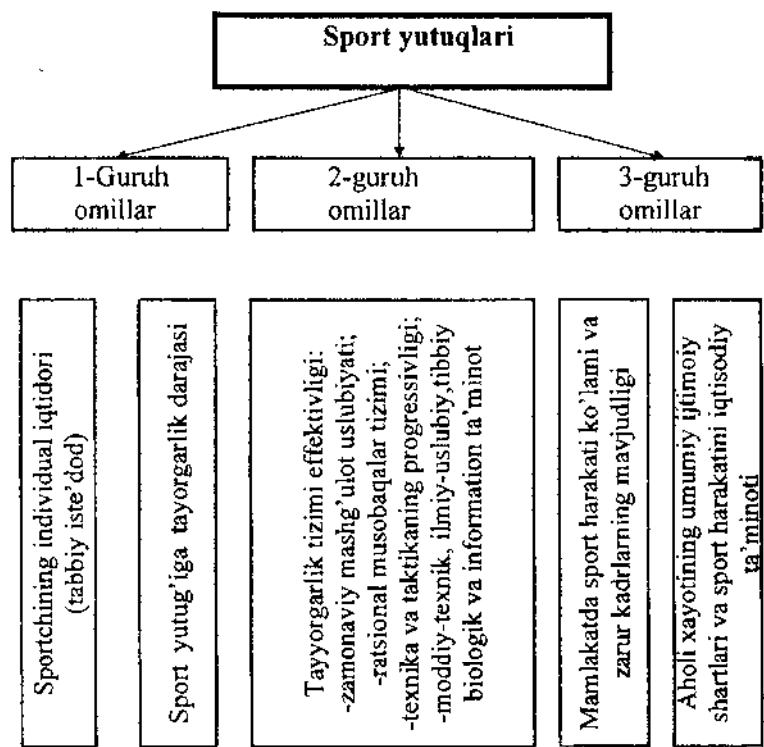 Sport yutuqlari
1-Guruh
omillar
2-guruh
omillar
3-guruh
omillar
Sportchining individual iqtidori
(tabbiy iste'dod)
Sport yutug'iga tayorgarlik darajasi
Tayyorgarlik tizimi effektivligi:
-zamonaviy mashg'ulot uslubiyati;
-ratsional musobaqalar tizimi;
-texnika va taktikaning progressivligi;
-moddiy-texnik, ilmiy-uslubiy,tibbiy
biologik va information ta'minot
Mamlakatda sport harakati ko'lami va
zarur kadrlarning mavjudligi
Aholi xayotining umumiy ijtimoiy
shartlari va sport harakatini iqtisodiy
ta'minoti